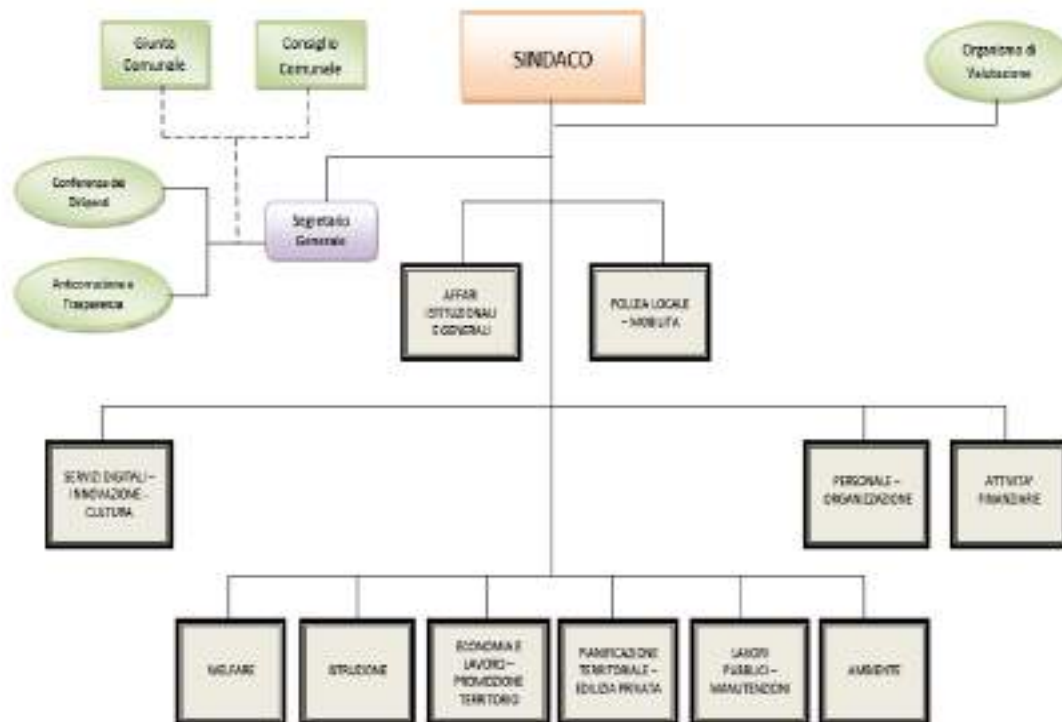 Giunta
Comunale
Consiglio
Comunale
SINDACO
Organismo di
Valutazione
Conferenza dei
Dirigenti
Segretario
Generale
Anticorruzione e
Trasparenza
AFFARI
ISTITUZIONALI
E GENERALI
POLIZIA LOCALE
– MOBILITA'
SERVIZI DIGITALI –
INNOVAZIONE -
CULTURA
PERSONALE –
ORGANIZZAZIONE
ATTIVITA'
FINANZIARIE
WELFARE
ISTRUZIONE
ECONOMIA E
LAVORO –
PROMOZIONE
TERRITORIO
PIANIFICAZIONE
TERRITORIALE –
EDILIZIA PRIVATA
LAVORI
PUBBLICI –
MANUTENZIONI
AMBIENTE